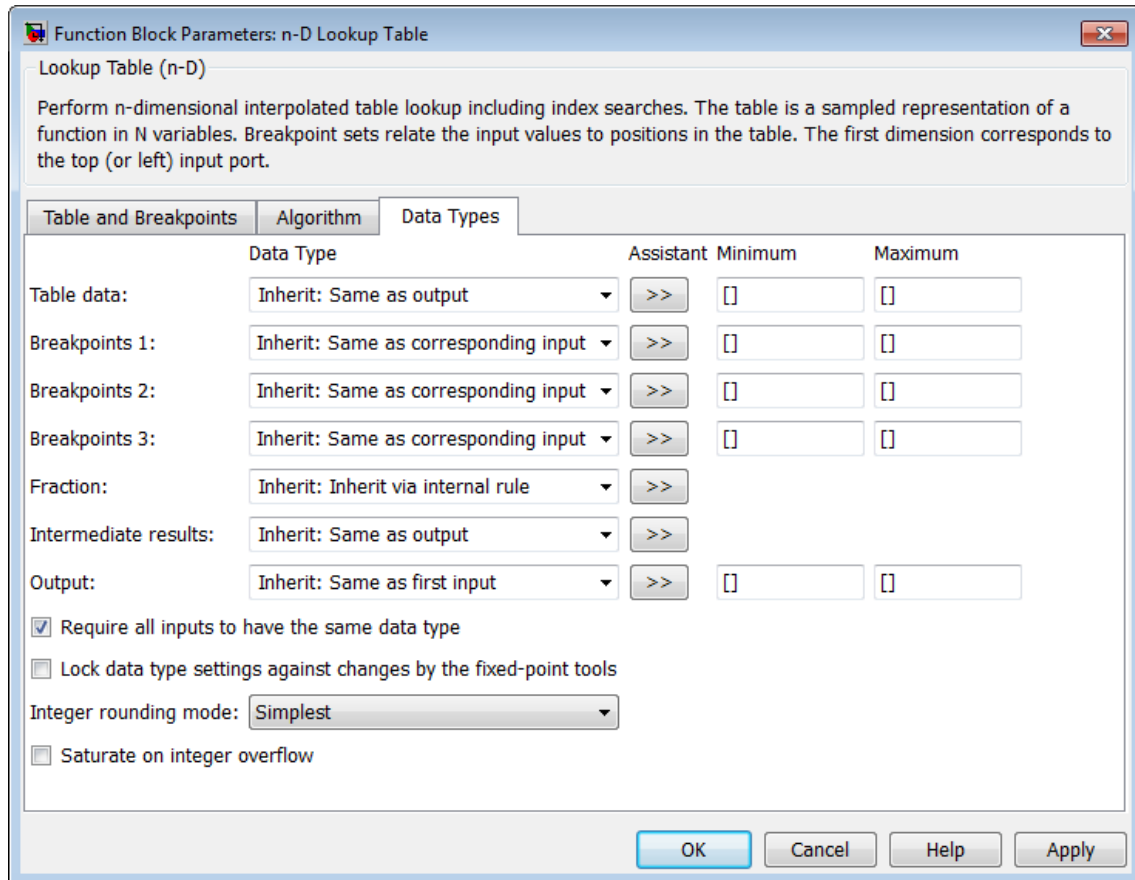 Function Block Parameters: n-D Lookup Table
Lookup Table (n-D)
Perform n-dimensional interpolated table lookup including index searches. The table is a sampled representation of a
function in N variables. Breakpoint sets relate the input values to positions in the table. The first dimension corresponds to
the top (or left) input port.
Table and Breakpoints Algorithm Data Types
Data Type Assistant Minimum Maximum
Table data: Inherit: Same as output >> [] []
Breakpoints 1: Inherit: Same as corresponding input >> [] []
Breakpoints 2: Inherit: Same as corresponding input >> [] []
Breakpoints 3: Inherit: Same as corresponding input >> [] []
Fraction: Inherit: Inherit via internal rule >>
Intermediate results: Inherit: Same as output >>
Output: Inherit: Same as first input >> [] []
Require all inputs to have the same data type
Lock data type settings against changes by the fixed-point tools
Integer rounding mode: Simplest
Saturate on integer overflow
OK Cancel Help Apply